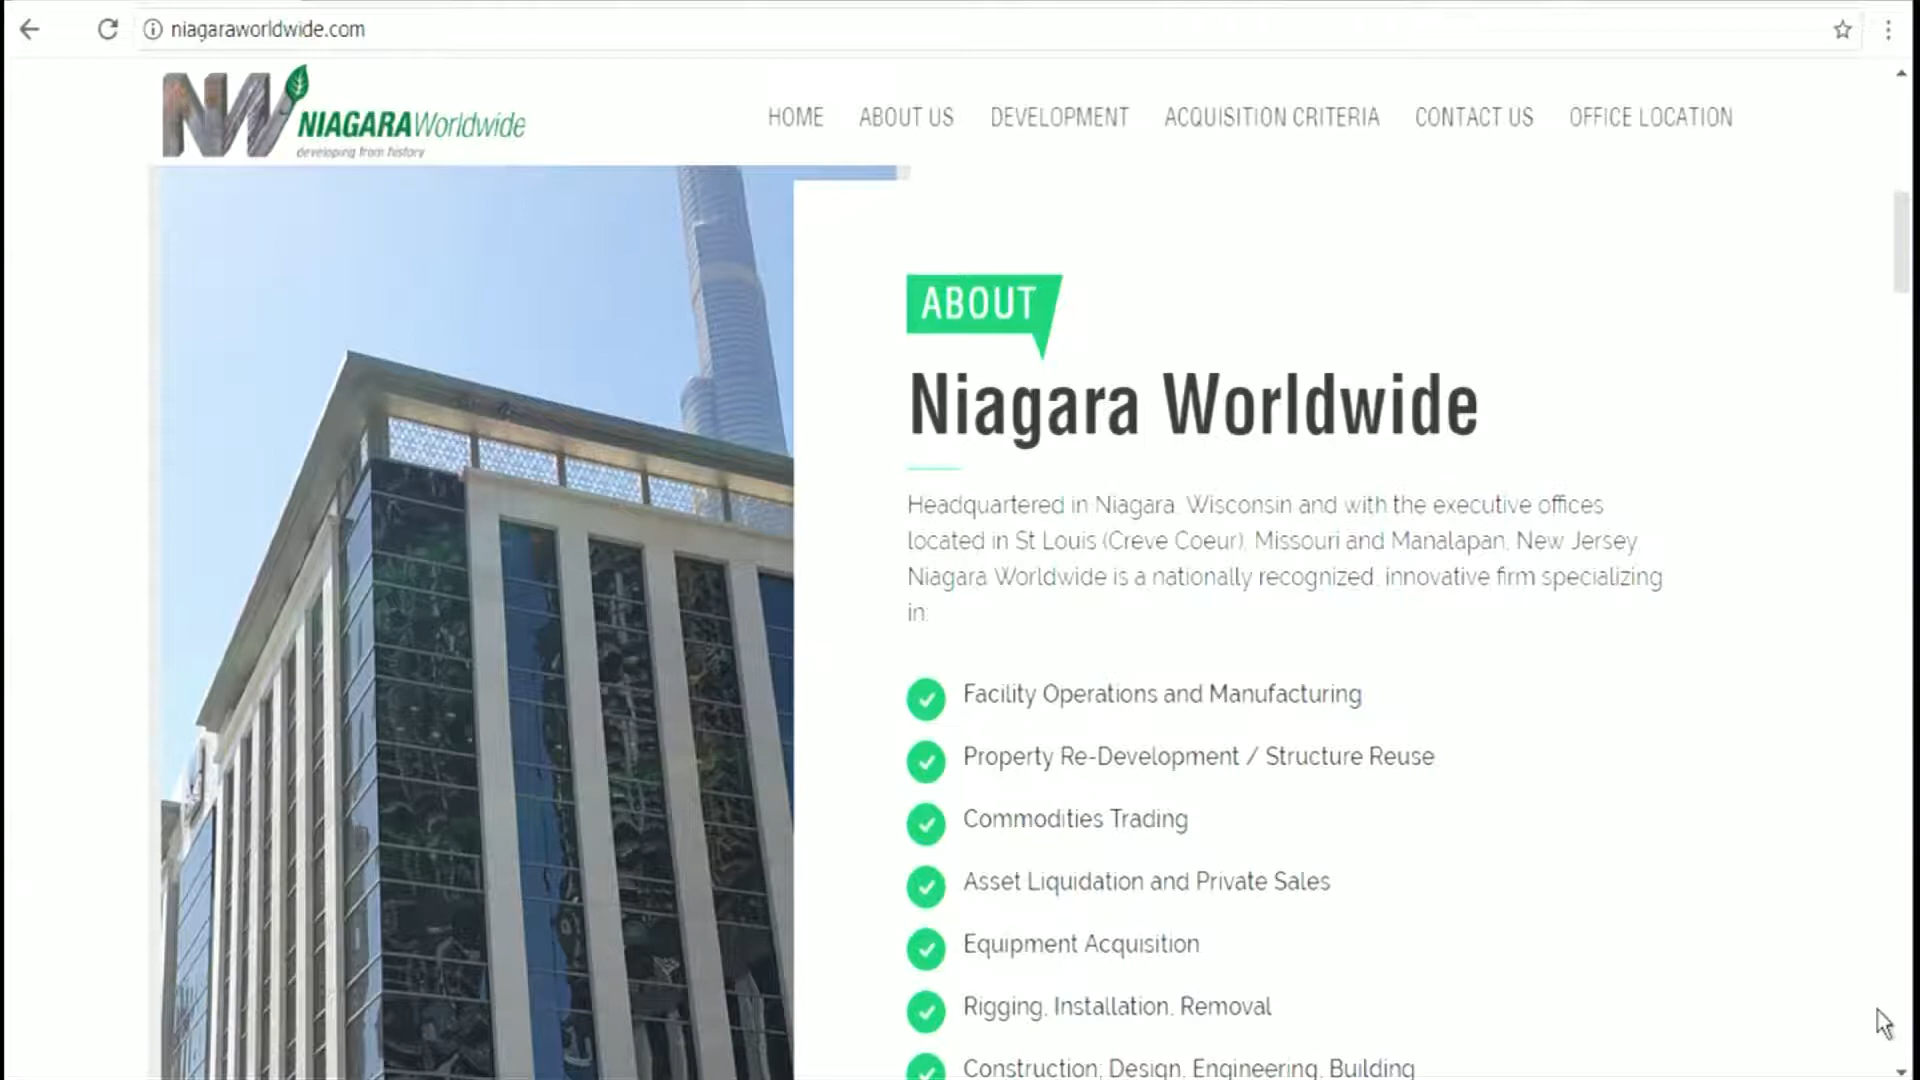 niagaraworldwide.com
NW NIAGARAWorldwide
developing from history
HOME ABOUT US DEVELOPMENT ACQUISITION CRITERIA CONTACT US OFFICE LOCATION
ABOUT
Niagara Worldwide
Headquartered in Niagara, Wisconsin and with the executive offices
located in St Louis (Creve Coeur), Missouri and Manalapan, New Jersey
Niagara Worldwide is a nationally recognized, innovative firm specializing
in:
Facility Operations and Manufacturing
Property Re-Development / Structure Reuse
Commodities Trading
Asset Liquidation and Private Sales
Equipment Acquisition
Rigging, Installation, Removal
Construction; Design, Engineering, Building